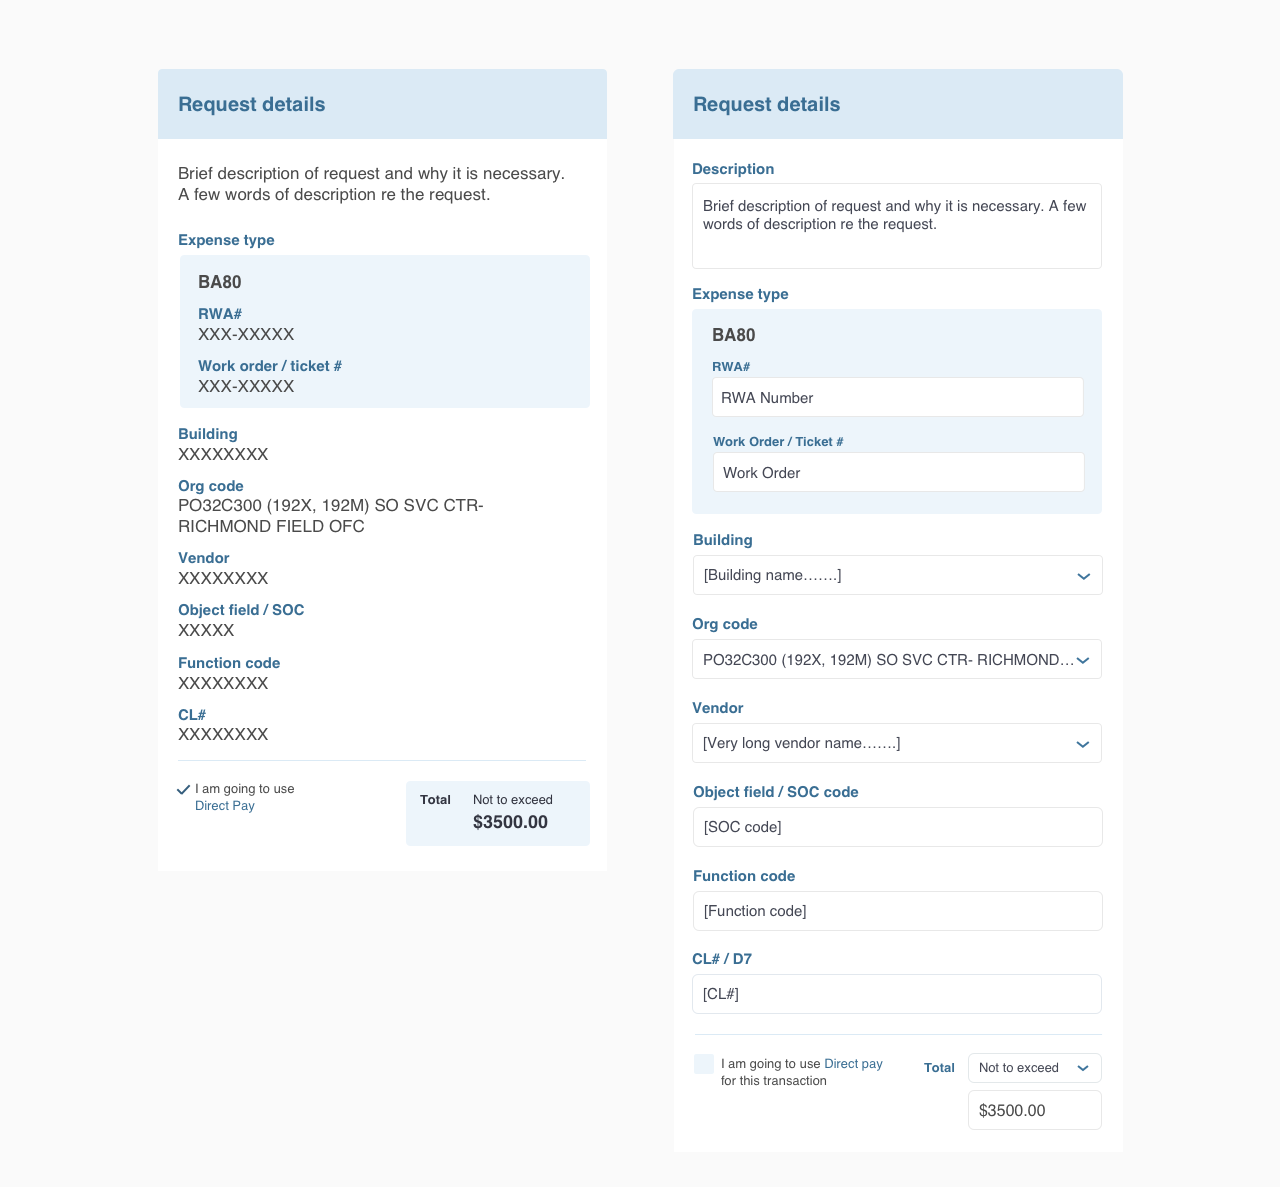 Request details
Brief description of request and why it is necessary.
A few words of description re the request.
Expense type
BA80
RWA#
XXX-XXXXX
Work order / ticket #
XXX-XXXXX
Building
XXXXXXXX
Org code
PO32C300 (192X, 192M) SO SVC CTR-
RICHMOND FIELD OFC
Vendor
XXXXXXXX
Object field / SOC
XXXXX
Function code
XXXXXXXX
CL#
XXXXXXXX
I am going to use
Direct Pay
Total
Not to exceed
$3500.00
Request details
Description
Brief description of request and why it is necessary. A few
words of description re the request.
Expense type
BA80
RWA#
RWA Number
Work Order / Ticket #
Work Order
Building
[Building name.......]
Org code
PO32C300 (192X, 192M) SO SVC CTR- RICHMOND...
Vendor
[Very long vendor name.......]
Object field / SOC code
[SOC code]
Function code
[Function code]
CL# / D7
[CL#]
I am going to use Direct pay
for this transaction
Total
Not to exceed
$3500.00